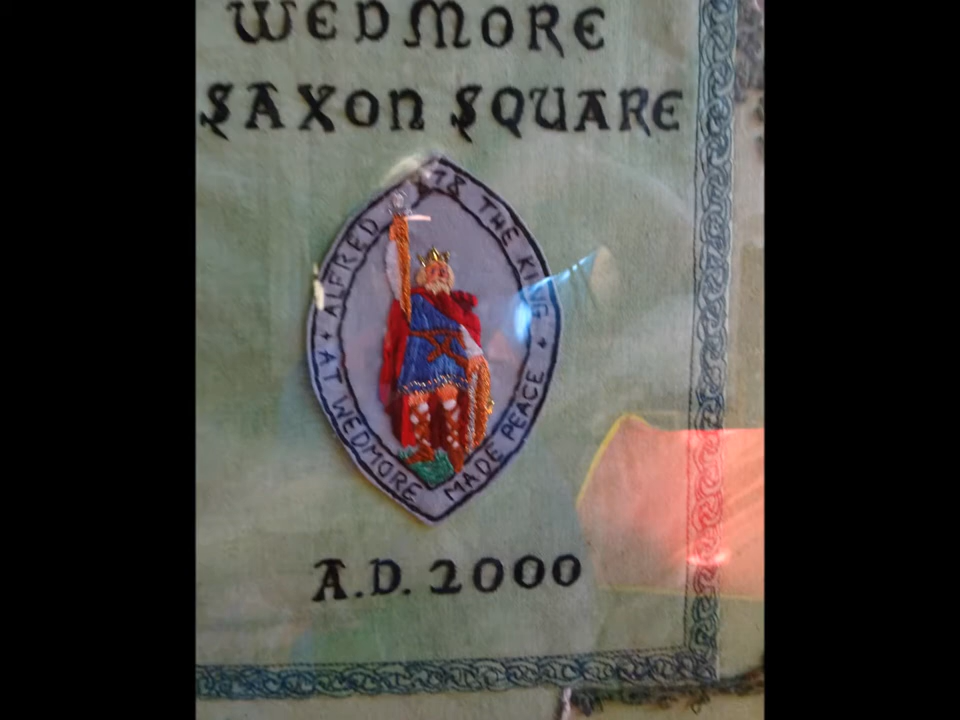 WEDMORE
SAXON SQUARE
ALFRED 878 THE KING
AT WEDMORE MADE PEACE
A.D. 2000